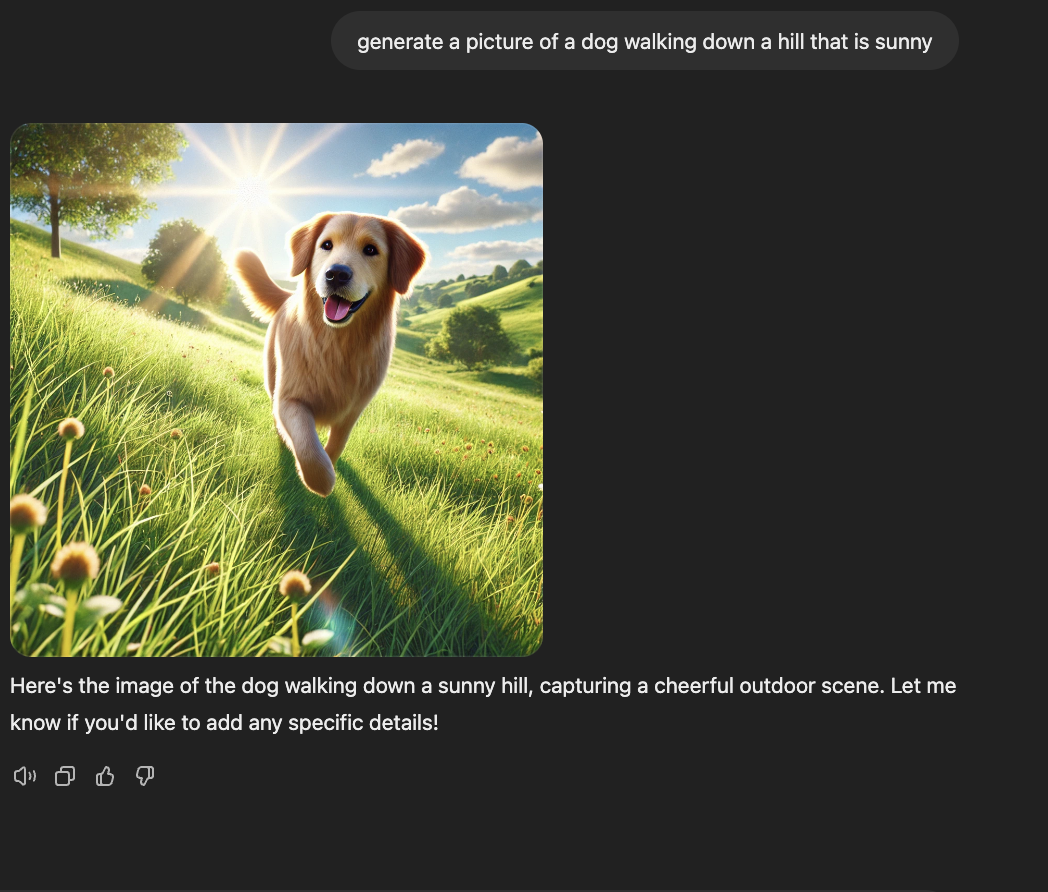 generate a picture of a dog walking down a hill that is sunny
Here's the image of the dog walking down a sunny hill, capturing a cheerful outdoor scene. Let me
know if you'd like to add any specific details!